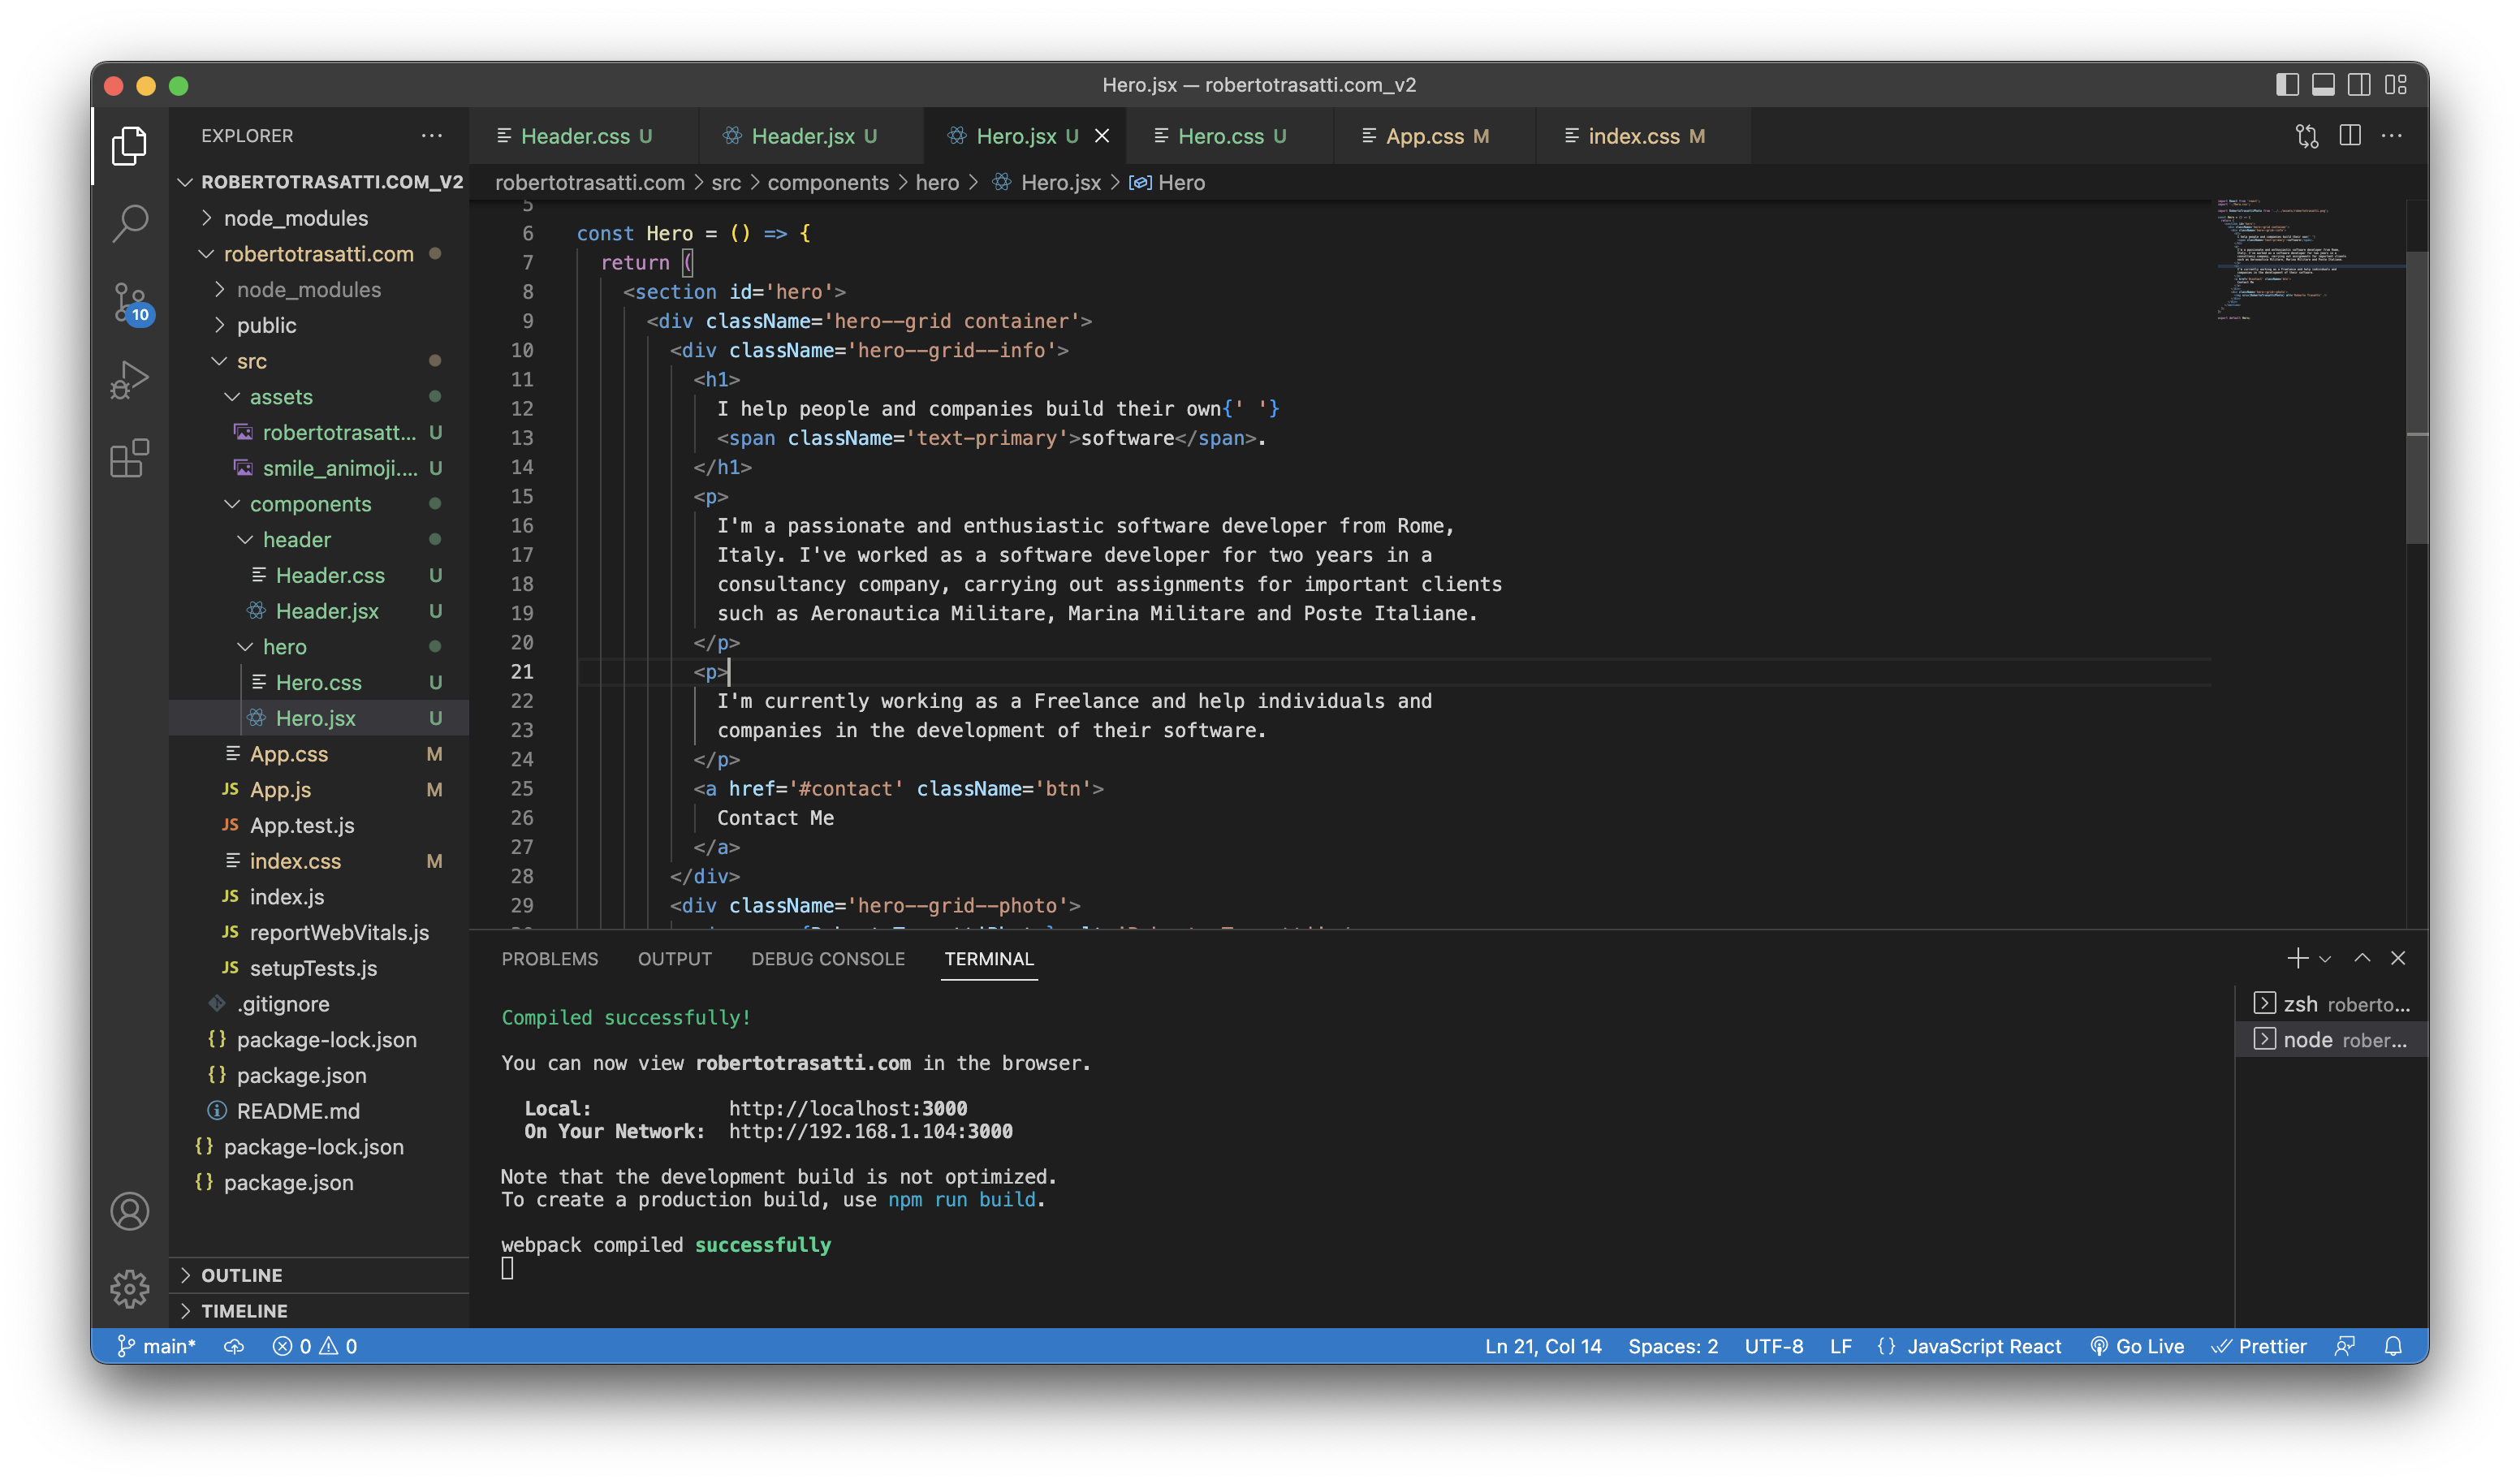 Hero.jsx — robertotrasatti.com_v2
EXPLORER
Header.css U
Header.jsx U
Hero.jsx U
Hero.css U
App.css M
index.css M
robertotrasatti.com > src > components > hero > Hero.jsx > Hero
10
ROBERTOTRASATTI.COM_V2
node_modules
robertotrasatti.com
node_modules
public
src
assets
robertotrasatt... U
smile_animoji.... U
components
header
Header.css U
Header.jsx U
hero
Hero.css U
Hero.jsx U
App.css M
JS App.js M
JS App.test.js
index.css M
JS index.js
JS reportWebVitals.js
JS setupTests.js
.gitignore
{} package-lock.json
{} package.json
README.md
{} package-lock.json
{} package.json
OUTLINE
TIMELINE
5
6 const Hero = () => {
7 return (
8 <section id='hero'>
9 <div className='hero--grid container'>
10 <div className='hero--grid--info'>
11 <h1>
12 I help people and companies build their own{' '}
13 <span className='text-primary'>software</span>.
14 </h1>
15 <p>
16 I'm a passionate and enthusiastic software developer from Rome,
17 Italy. I've worked as a software developer for two years in a
18 consultancy company, carrying out assignments for important clients
19 such as Aeronautica Militare, Marina Militare and Poste Italiane.
20 </p>
21 <p>
22 I'm currently working as a Freelance and help individuals and
23 companies in the development of their software.
24 </p>
25 <a href='#contact' className='btn'>
26 Contact Me
27 </a>
28 </div>
29 <div className='hero--grid--photo'>
PROBLEMS OUTPUT DEBUG CONSOLE TERMINAL
Compiled successfully!
You can now view robertotrasatti.com in the browser.
Local: http://localhost:3000
On Your Network: http://192.168.1.104:3000
Note that the development build is not optimized.
To create a production build, use npm run build.
webpack compiled successfully
zsh roberto...
node rober...
main* 0 0
Ln 21, Col 14 Spaces: 2 UTF-8 LF {} JavaScript React Go Live Prettier